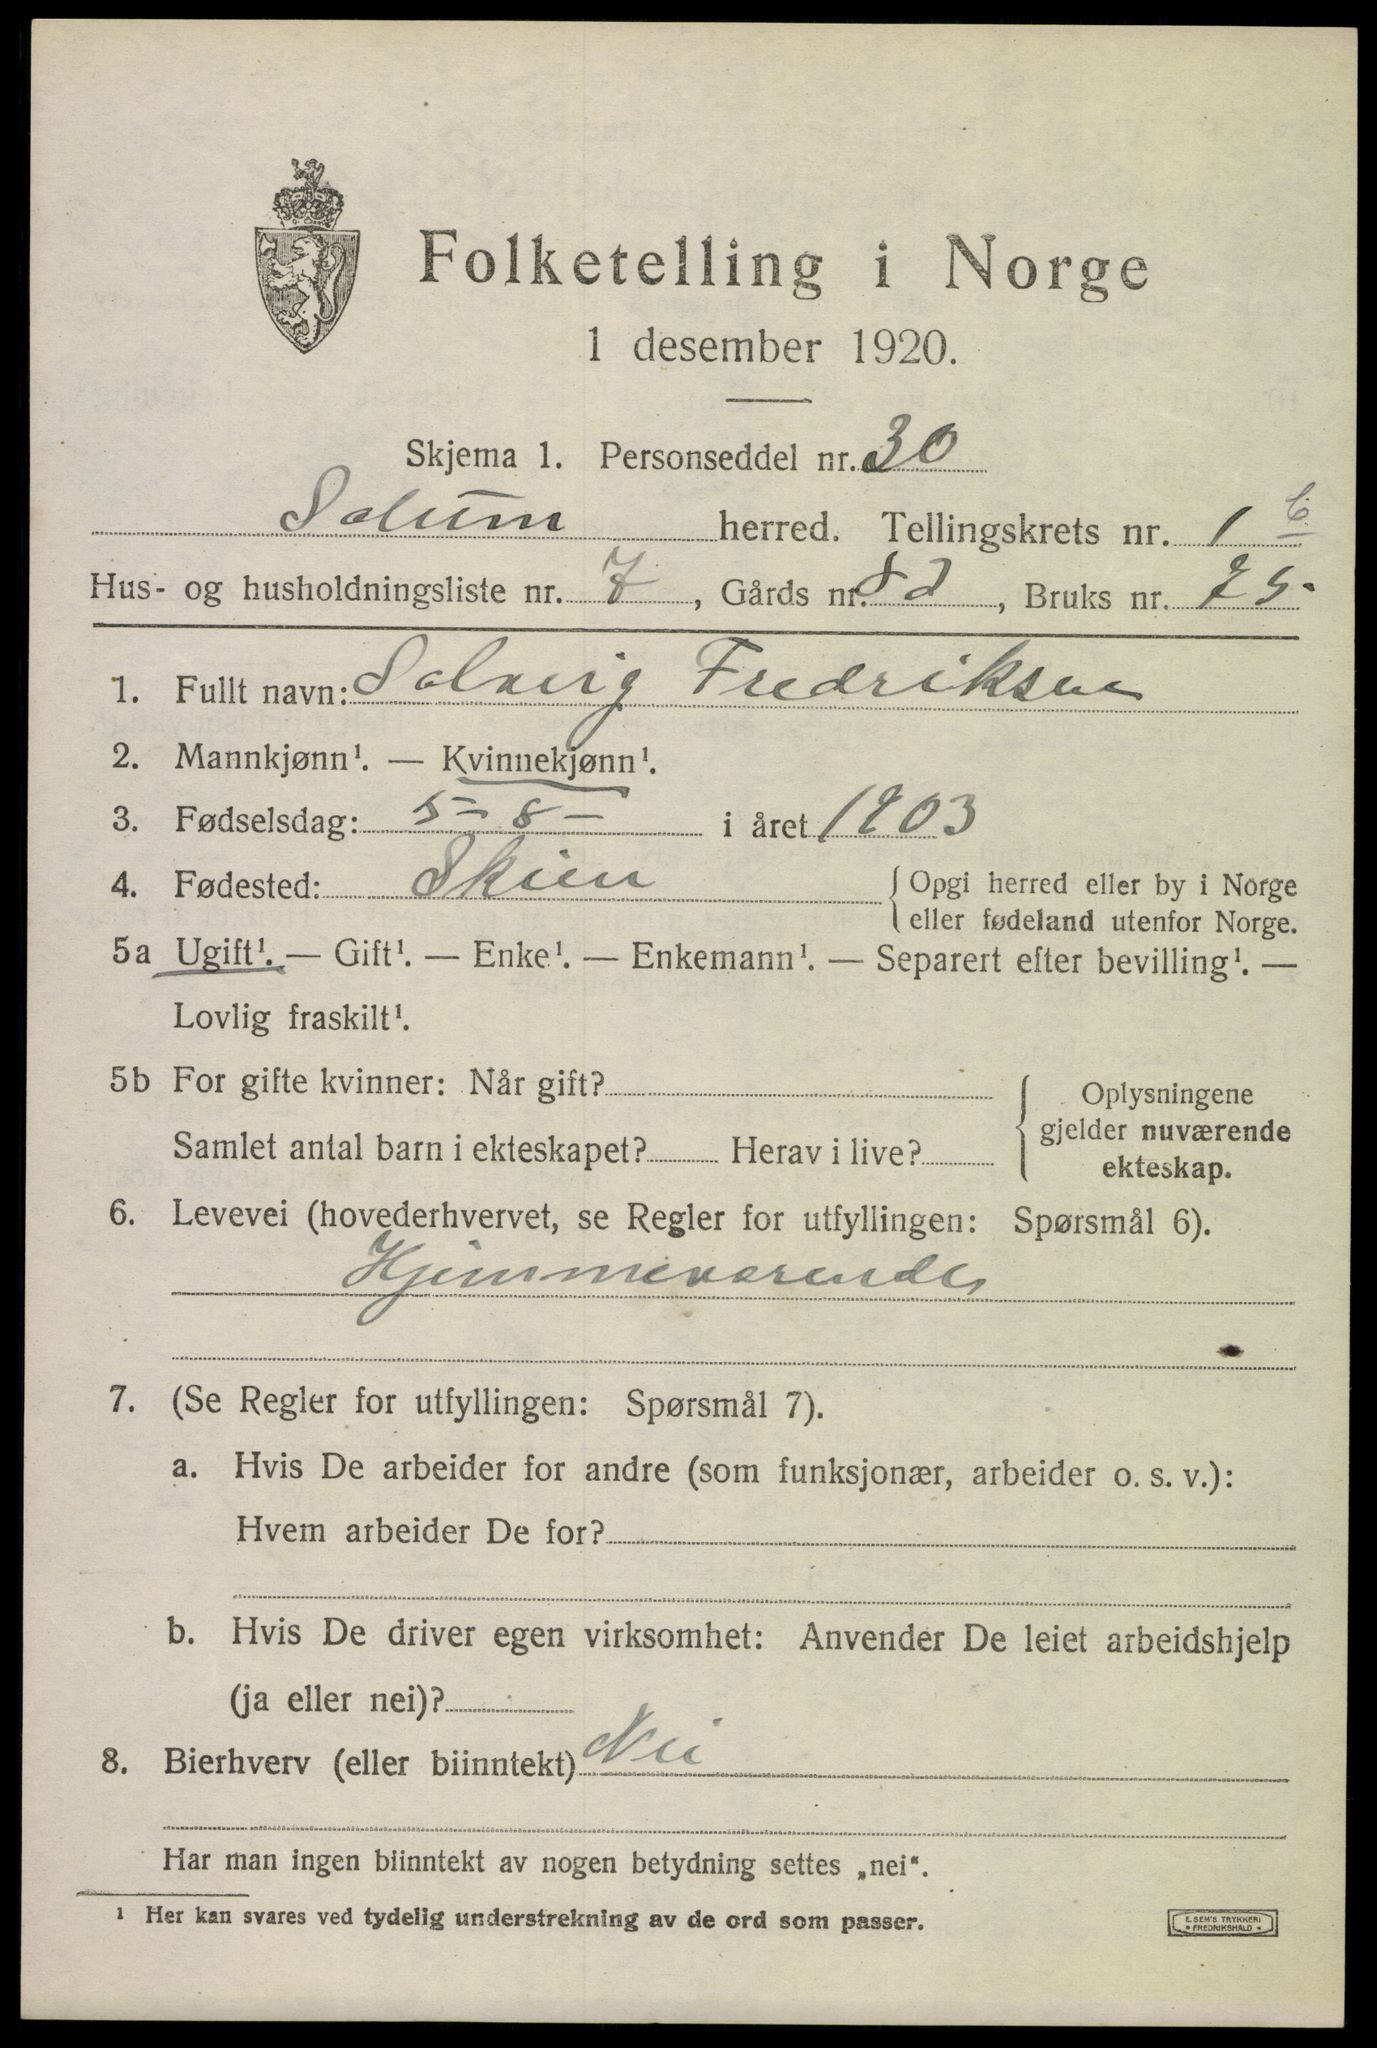 Folketelling i Norge
1 desember 1920.
Skjema 1. Personseddel nr. 30
Solum herred. Tellingskrets nr. 1
Hus- og husholdningsliste nr. 7, Gårds nr. , Bruks nr. 75
1. Fullt navn: Solveig Fredriksen
2. Mannkjønn¹. — Kvinnekjønn¹.
3. Fødselsdag: 5-8- i året 1903
4. Fødested: Skien {Opgi herred eller by i Norge
eller fødeland utenfor Norge.
5a Ugift¹. — Gift¹. — Enke¹. — Enkemann¹. — Separert efter bevilling¹. —
Lovlig fraskilt¹.
5b For gifte kvinner: Når gift?
Samlet antal barn i ekteskapet? Herav i live?
Oplysningene
gjelder nuværende
ekteskap.
6. Levevei (hovederhvervet, se Regler for utfyllingen: Spørsmål 6).
Hjemmeværende
7. (Se Regler for utfyllingen: Spørsmål 7).
a. Hvis De arbeider for andre (som funksjonær, arbeider o. s. v.):
Hvem arbeider De for?
b. Hvis De driver egen virksomhet: Anvender De leiet arbeidshjelp
(ja eller nei)?
8. Bierhverv (eller biinntekt) Nei
Har man ingen biinntekt av nogen betydning settes „nei“.
¹ Her kan svares ved tydelig understrekning av de ord som passer.
E. SEM'S TRYKKERI
* FREDRIKSHALD *